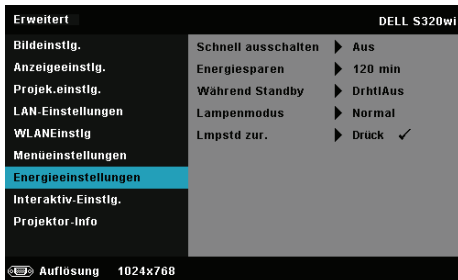 Erweitert DELL S320wi
Bildeinstlg.
Anzeigeeinstlg.
Projek.einstlg.
LAN-Einstellungen
WLANEinstlg
Menüeinstellungen
Energieeinstellungen
Interaktiv-Einstlg.
Projektor-Info
Schnell ausschalten Aus
Energiesparen 120 min
Während Standby DrhtlAus
Lampenmodus Normal
Lmpstd zur. Drück ✓
Auflösung 1024x768